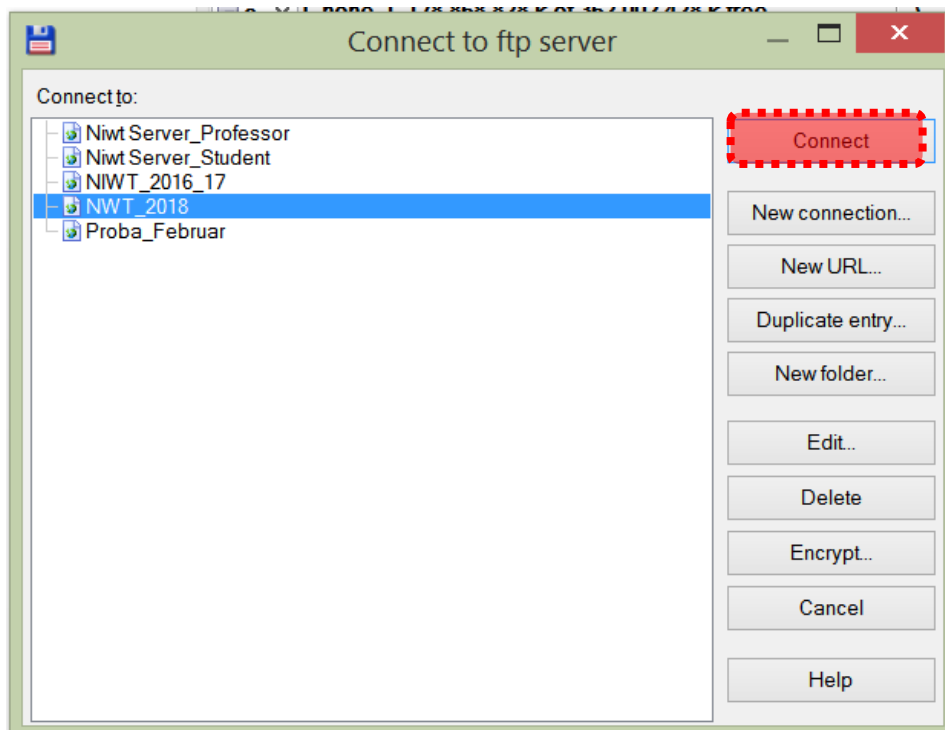 Connect to ftp server
Connect to:
Niwt Server_Professor
Niwt Server_Student
NIWT_2016_17
NWT_2018
Proba_Februar
Connect
New connection...
New URL...
Duplicate entry...
New folder...
Edit...
Delete
Encrypt...
Cancel
Help